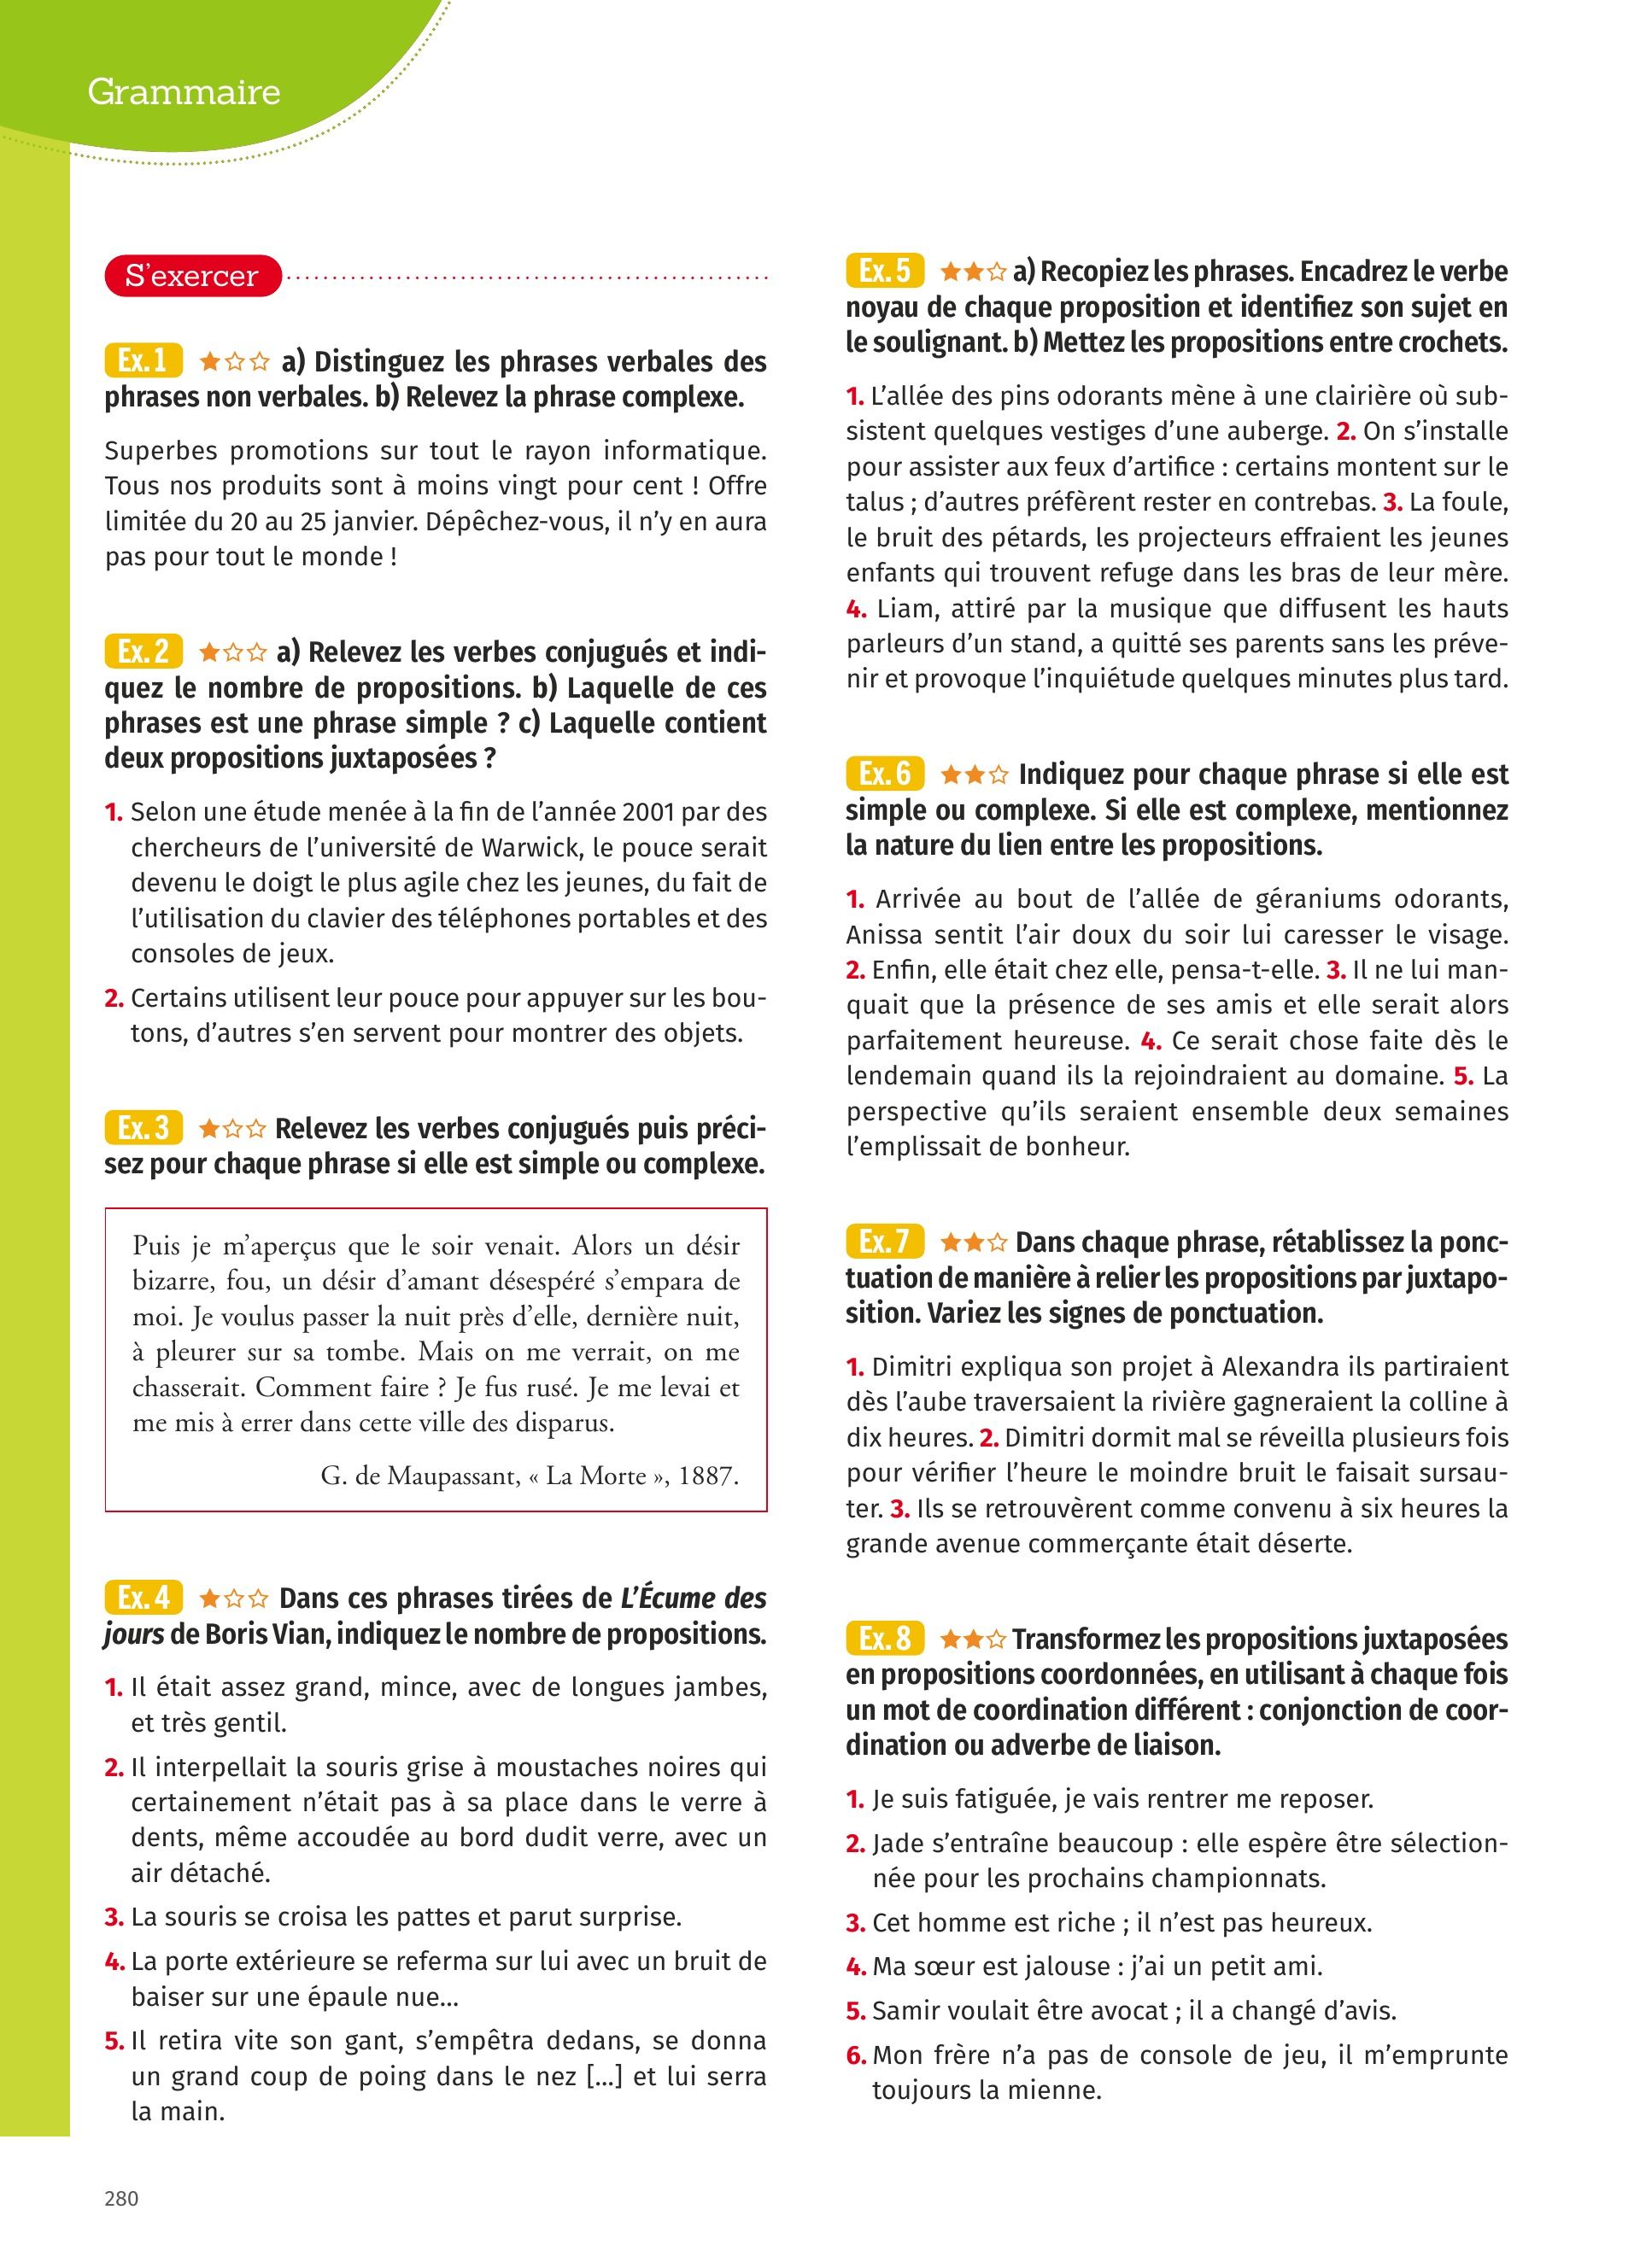 Grammaire
S'exercer
Ex. 1 a) Distinguez les phrases verbales des
phrases non verbales. b) Relevez la phrase complexe.
Superbes promotions sur tout le rayon informatique.
Tous nos produits sont à moins vingt pour cent ! Offre
limitée du 20 au 25 janvier. Dépêchez-vous, il n'y en aura
pas pour tout le monde !
Ex. 2 a) Relevez les verbes conjugués et indi-
quez le nombre de propositions. b) Laquelle de ces
phrases est une phrase simple ? c) Laquelle contient
deux propositions juxtaposées ?
1. Selon une étude menée à la fin de l'année 2001 par des
chercheurs de l'université de Warwick, le pouce serait
devenu le doigt le plus agile chez les jeunes, du fait de
l'utilisation du clavier des téléphones portables et des
consoles de jeux.
2. Certains utilisent leur pouce pour appuyer sur les bou-
tons, d'autres s'en servent pour montrer des objets.
Ex. 3 Relevez les verbes conjugués puis préci-
sez pour chaque phrase si elle est simple ou complexe.
Puis je m'aperçus que le soir venait. Alors un désir
bizarre, fou, un désir d'amant désespéré s'empara de
moi. Je voulus passer la nuit près d'elle, dernière nuit,
à pleurer sur sa tombe. Mais on me verrait, on me
chasserait. Comment faire ? Je fus rusé. Je me levai et
me mis à errer dans cette ville des disparus.
G. de Maupassant, « La Morte », 1887.
Ex. 4 Dans ces phrases tirées de L'Écume des
jours de Boris Vian, indiquez le nombre de propositions.
1. Il était assez grand, mince, avec de longues jambes,
et très gentil.
2. Il interpellait la souris grise à moustaches noires qui
certainement n'était pas à sa place dans le verre à
dents, même accoudée au bord dudit verre, avec un
air détaché.
3. La souris se croisa les pattes et parut surprise.
4. La porte extérieure se referma sur lui avec un bruit de
baiser sur une épaule nue...
5. Il retira vite son gant, s'empêtra dedans, se donna
un grand coup de poing dans le nez [...] et lui serra
la main.
Ex. 5 a) Recopiez les phrases. Encadrez le verbe
noyau de chaque proposition et identifiez son sujet en
le soulignant. b) Mettez les propositions entre crochets.
1. L'allée des pins odorants mène à une clairière où sub-
sistent quelques vestiges d'une auberge. 2. On s'installe
pour assister aux feux d'artifice : certains montent sur le
talus ; d'autres préfèrent rester en contrebas. 3. La foule,
le bruit des pétards, les projecteurs effraient les jeunes
enfants qui trouvent refuge dans les bras de leur mère.
4. Liam, attiré par la musique que diffusent les hauts
parleurs d'un stand, a quitté ses parents sans les préve-
nir et provoque l'inquiétude quelques minutes plus tard.
Ex. 6 Indiquez pour chaque phrase si elle est
simple ou complexe. Si elle est complexe, mentionnez
la nature du lien entre les propositions.
1. Arrivée au bout de l'allée de géraniums odorants,
Anissa sentit l'air doux du soir lui caresser le visage.
2. Enfin, elle était chez elle, pensa-t-elle. 3. Il ne lui man-
quait que la présence de ses amis et elle serait alors
parfaitement heureuse. 4. Ce serait chose faite dès le
lendemain quand ils la rejoindraient au domaine. 5. La
perspective qu'ils seraient ensemble deux semaines
l'emplissait de bonheur.
Ex. 7 Dans chaque phrase, rétablissez la ponc-
tuation de manière à relier les propositions par juxtapo-
sition. Variez les signes de ponctuation.
1. Dimitri expliqua son projet à Alexandra ils partiraient
dès l'aube traversaient la rivière gagneraient la colline à
dix heures. 2. Dimitri dormit mal se réveilla plusieurs fois
pour vérifier l'heure le moindre bruit le faisait sursau-
ter. 3. Ils se retrouvèrent comme convenu à six heures la
grande avenue commerçante était déserte.
Ex. 8 Transformez les propositions juxtaposées
en propositions coordonnées, en utilisant à chaque fois
un mot de coordination différent : conjonction de coor-
dination ou adverbe de liaison.
1. Je suis fatiguée, je vais rentrer me reposer.
2. Jade s'entraîne beaucoup : elle espère être sélection-
née pour les prochains championnats.
3. Cet homme est riche ; il n'est pas heureux.
4. Ma sœur est jalouse : j'ai un petit ami.
5. Samir voulait être avocat ; il a changé d'avis.
6. Mon frère n'a pas de console de jeu, il m'emprunte
toujours la mienne.
280